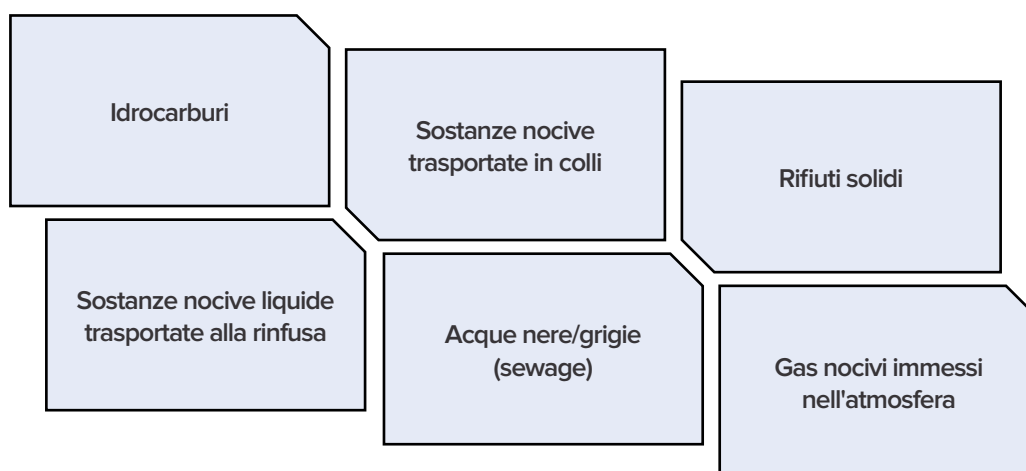 Idrocarburi
Sostanze nocive
trasportate in colli
Rifiuti solidi
Sostanze nocive liquide
trasportate alla rinfusa
Acque nere/grigie
(sewage)
Gas nocivi immessi
nell'atmosfera